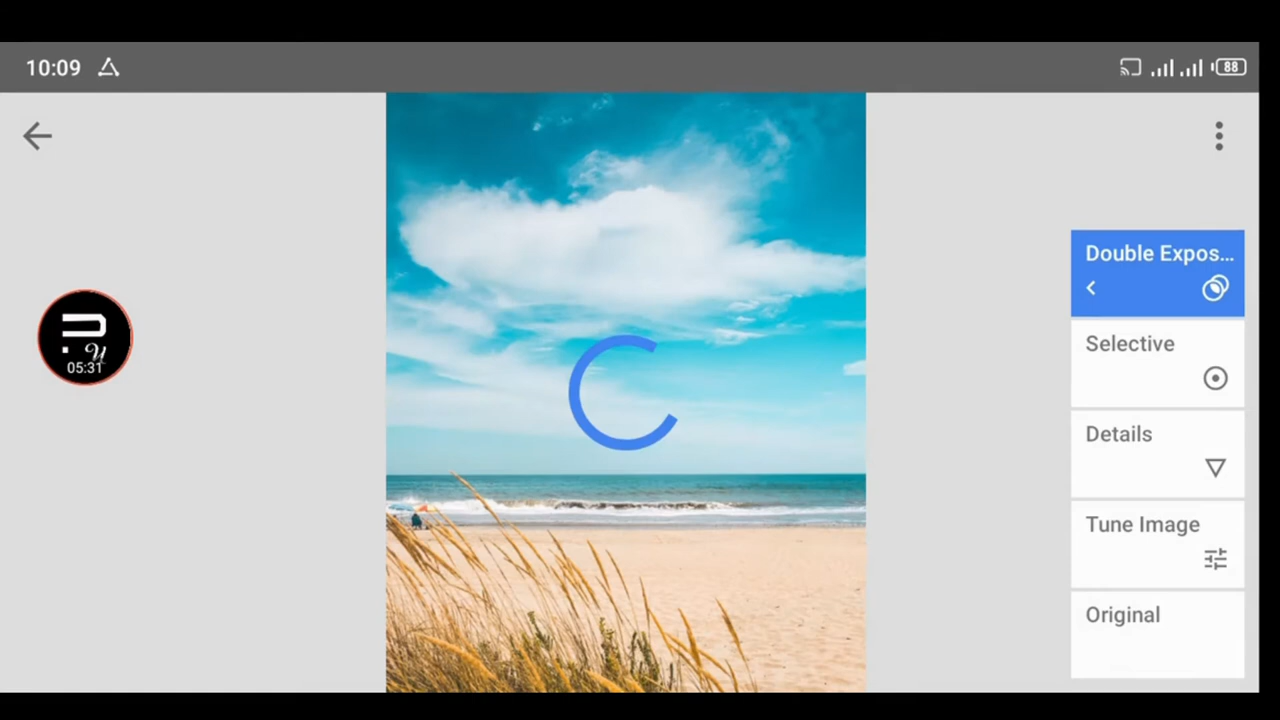 10:09
88
05:31
Double Expos...
Selective
Details
Tune Image
Original